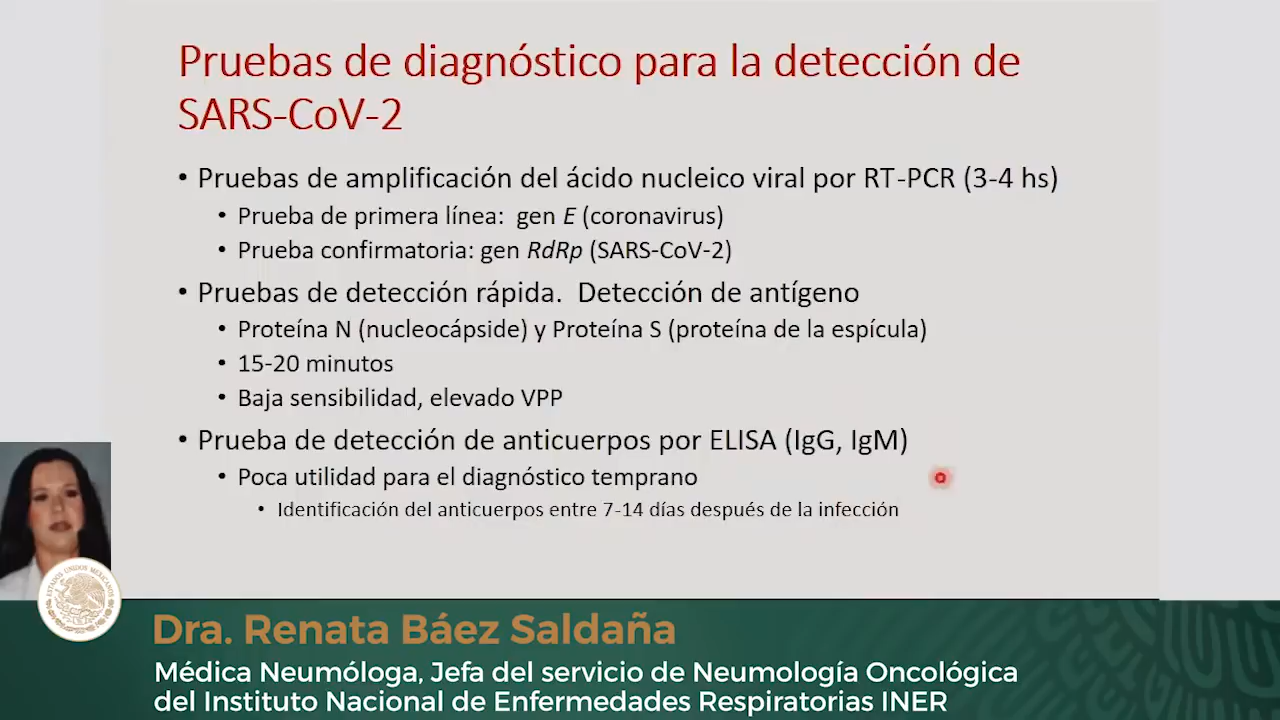 Pruebas de diagnóstico para la detección de
SARS-CoV-2
• Pruebas de amplificación del ácido nucleico viral por RT-PCR (3-4 hs)
• Prueba de primera línea: gen E (coronavirus)
• Prueba confirmatoria: gen RdRp (SARS-CoV-2)
• Pruebas de detección rápida. Detección de antígeno
• Proteína N (nucleocápside) y Proteína S (proteína de la espícula)
• 15-20 minutos
• Baja sensibilidad, elevado VPP
• Prueba de detección de anticuerpos por ELISA (IgG, IgM)
• Poca utilidad para el diagnóstico temprano
• Identificación del anticuerpos entre 7-14 días después de la infección
ESTADOS UNIDOS MEXICANOS
Dra. Renata Báez Saldaña
Médica Neumóloga, Jefa del servicio de Neumología Oncológica
del Instituto Nacional de Enfermedades Respiratorias INER